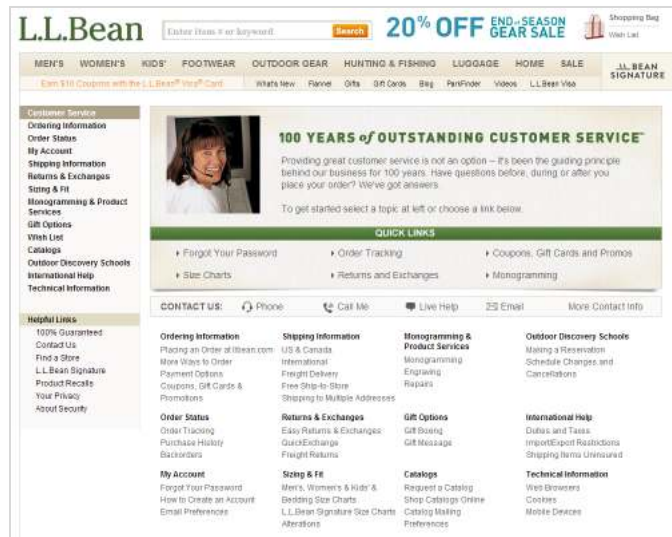 L.L.Bean
Enter Item # or keyword
Search
20% OFF END of SEASON GEAR SALE
Shopping Bag
Wish List
MEN'S WOMEN'S KIDS' FOOTWEAR OUTDOOR GEAR HUNTING & FISHING LUGGAGE HOME SALE
L.L.BEAN SIGNATURE
Earn $10 Coupons with the L.L.Bean® Visa® Card
What's New Flannel Gifts Gift Cards Blog ParkFinder Videos L.L.Bean Visa
Customer Service
Ordering Information
Order Status
My Account
Shipping Information
Returns & Exchanges
Sizing & Fit
Monogramming & Product
Services
Gift Options
Wish List
Catalogs
Outdoor Discovery Schools
International Help
Technical Information
Helpful Links
100% Guaranteed
Contact Us
Find a Store
L.L.Bean Signature
Product Recalls
Your Privacy
About Security
100 YEARS of OUTSTANDING CUSTOMER SERVICE™
Providing great customer service is not an option – it's been the guiding principle
behind our business for 100 years. Have questions before, during or after you
place your order? We've got answers.
To get started select a topic at left or choose a link below.
QUICK LINKS
Forgot Your Password
Order Tracking
Coupons, Gift Cards and Promos
Size Charts
Returns and Exchanges
Monogramming
CONTACT US: Phone Call Me Live Help Email More Contact Info
Ordering Information
Placing an Order at llbean.com
More Ways to Order
Payment Options
Coupons, Gift Cards &
Promotions
Shipping Information
US & Canada
International
Freight Delivery
Free Ship-to-Store
Shipping to Multiple Addresses
Monogramming &
Product Services
Monogramming
Engraving
Repairs
Outdoor Discovery Schools
Making a Reservation
Schedule Changes and
Cancellations
Order Status
Order Tracking
Purchase History
Backorders
Returns & Exchanges
Easy Returns & Exchanges
QuickExchange
Freight Returns
Gift Options
Gift Boxing
Gift Message
International Help
Duties and Taxes
Import/Export Restrictions
Shipping Items Uninsured
My Account
Forgot Your Password
How to Create an Account
Email Preferences
Sizing & Fit
Men's, Women's & Kids' &
Bedding Size Charts
L.L.Bean Signature Size Charts
Alterations
Catalogs
Request a Catalog
Shop Catalogs Online
Catalog Mailing
Preferences
Technical Information
Web Browsers
Cookies
Mobile Devices